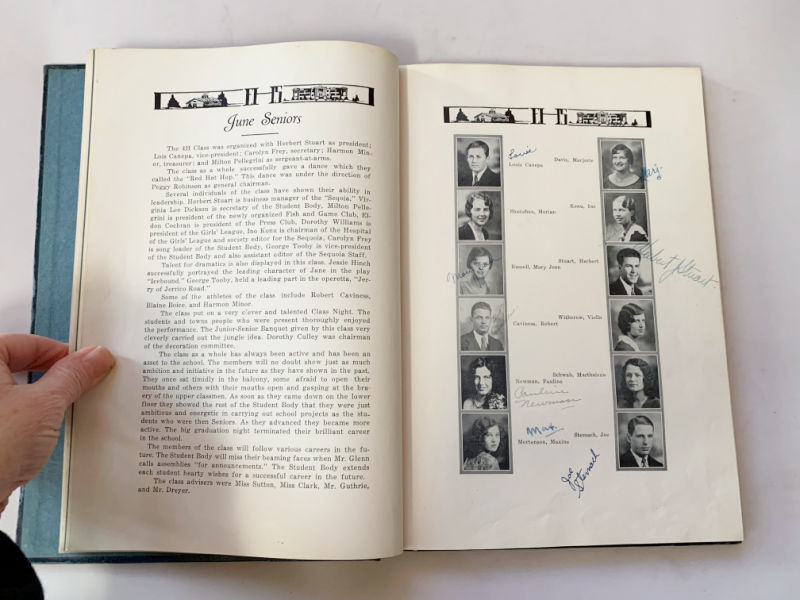 June Seniors
The 4H Class was organized with Herbert Stuart as president;
Lois Canepa, vice-president; Carolyn Frey, secretary; Harmon Min-
or, treasurer; and Milton Pellegrini as sergeant-at-arms.
The class as a whole successfully gave a dance which they
called the "Red Hot Hop." This dance was under the direction of
Peggy Robinson as general chairman.
Several individuals of the class have shown their ability in
leadership. Herbert Stuart is business manager of the "Sequoia," Vir-
ginia Lee Dickson is secretary of the Student Body, Milton Pelle-
grini is president of the newly organized Fish and Game Club, El-
don Cochran is president of the Press Club, Dorothy Williams is
president of the Girls' League, Ino Kowa is chairman of the Hospital
of the Girls' League and society editor for the Sequoia, Carolyn Frey
is song leader of the Student Body, George Tooby is vice-president
of the Student Body and also assistant editor of the Sequoia Staff.
Talent for dramatics is also displayed in this class. Jessie Hinch
successfully portrayed the leading character of Jane in the play
"Icebound." George Tooby, held a leading part in the operetta, "Jer-
ry of Jerrico Road."
Some of the athletes of the class include Robert Caviness,
Blaine Boice, and Harmon Minor.
The class put on a very clever and talented Class Night. The
students and towns people who were present thoroughly enjoyed
the performance. The Junior-Senior Banquet given by this class very
cleverly carried out the jungle idea. Dorothy Culley was chairman
of the decoration committee.
The class as a whole has always been active and has been an
asset to the school. The members will no doubt show just as much
ambition and initiative in the future as they have shown in the past.
They once sat timidly in the balcony, some afraid to open their
mouths and others with their mouths open and gasping at the bra-
ery of the upper classmen. As soon as they came down on the lower
floor they showed the rest of the Student Body that they were just
ambitious and energetic in carrying out school projects as the stu-
dents who were then Seniors. As they advanced they became more
active. The big graduation night terminated their brilliant career
in the school.
The members of the class will follow various careers in the fu-
ture. The Student Body will miss their beaming faces when Mr. Glenn
calls assemblies "for announcements." The Student Body extends
each student hearty wishes for a successful career in the future.
The class advisers were Miss Sutten, Miss Clark, Mr. Guthrie,
and Mr. Dreyer.
Davis, Marjorie
Louis Canepa
Marj.
Kowa, Ino
Shanahan, Marian
Stuart, Herbert
Herbert Stuart
Russell, Mary Jean
Witherow, Vielle
Caviness, Robert
Schwab, Marthalene
Newman, Pauline
Pauline
Newman
Max
Stemach, Joe
Mortensen, Maxine
Joe
Stemach